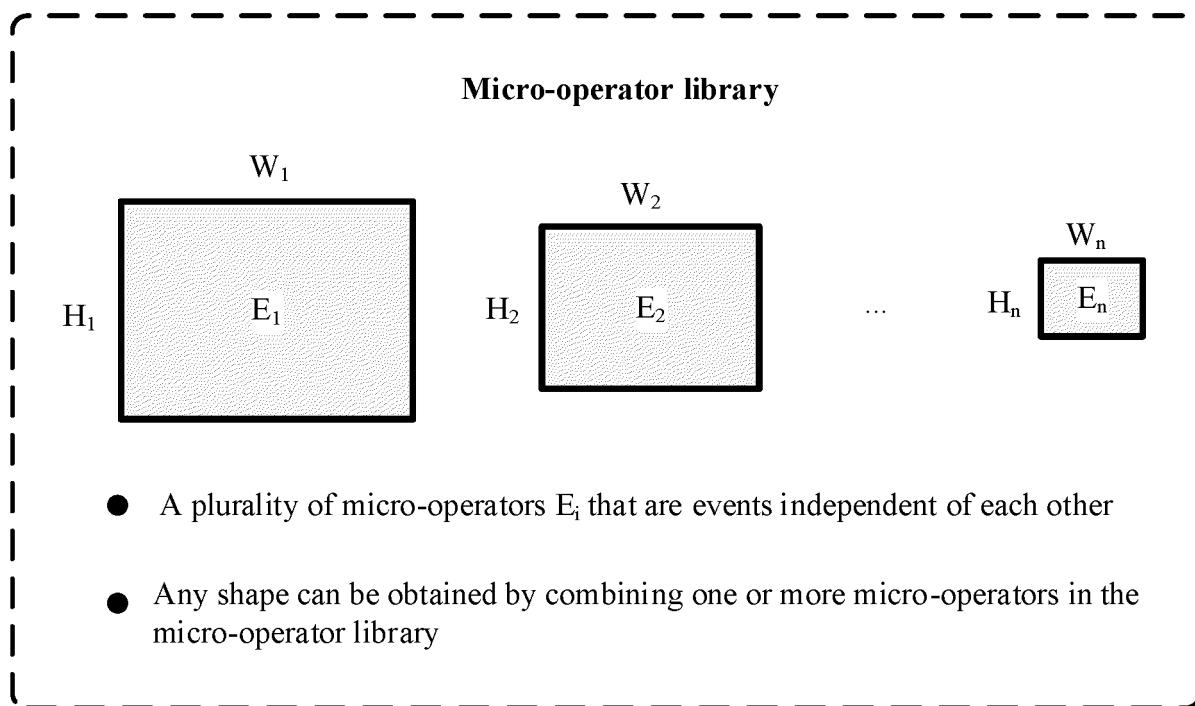 Micro-operator library
W₁
W₂
Wₙ
H₁
E₁
H₂
E₂
...
Hₙ
Eₙ
● A plurality of micro-operators Eᵢ that are events independent of each other
● Any shape can be obtained by combining one or more micro-operators in the
micro-operator library